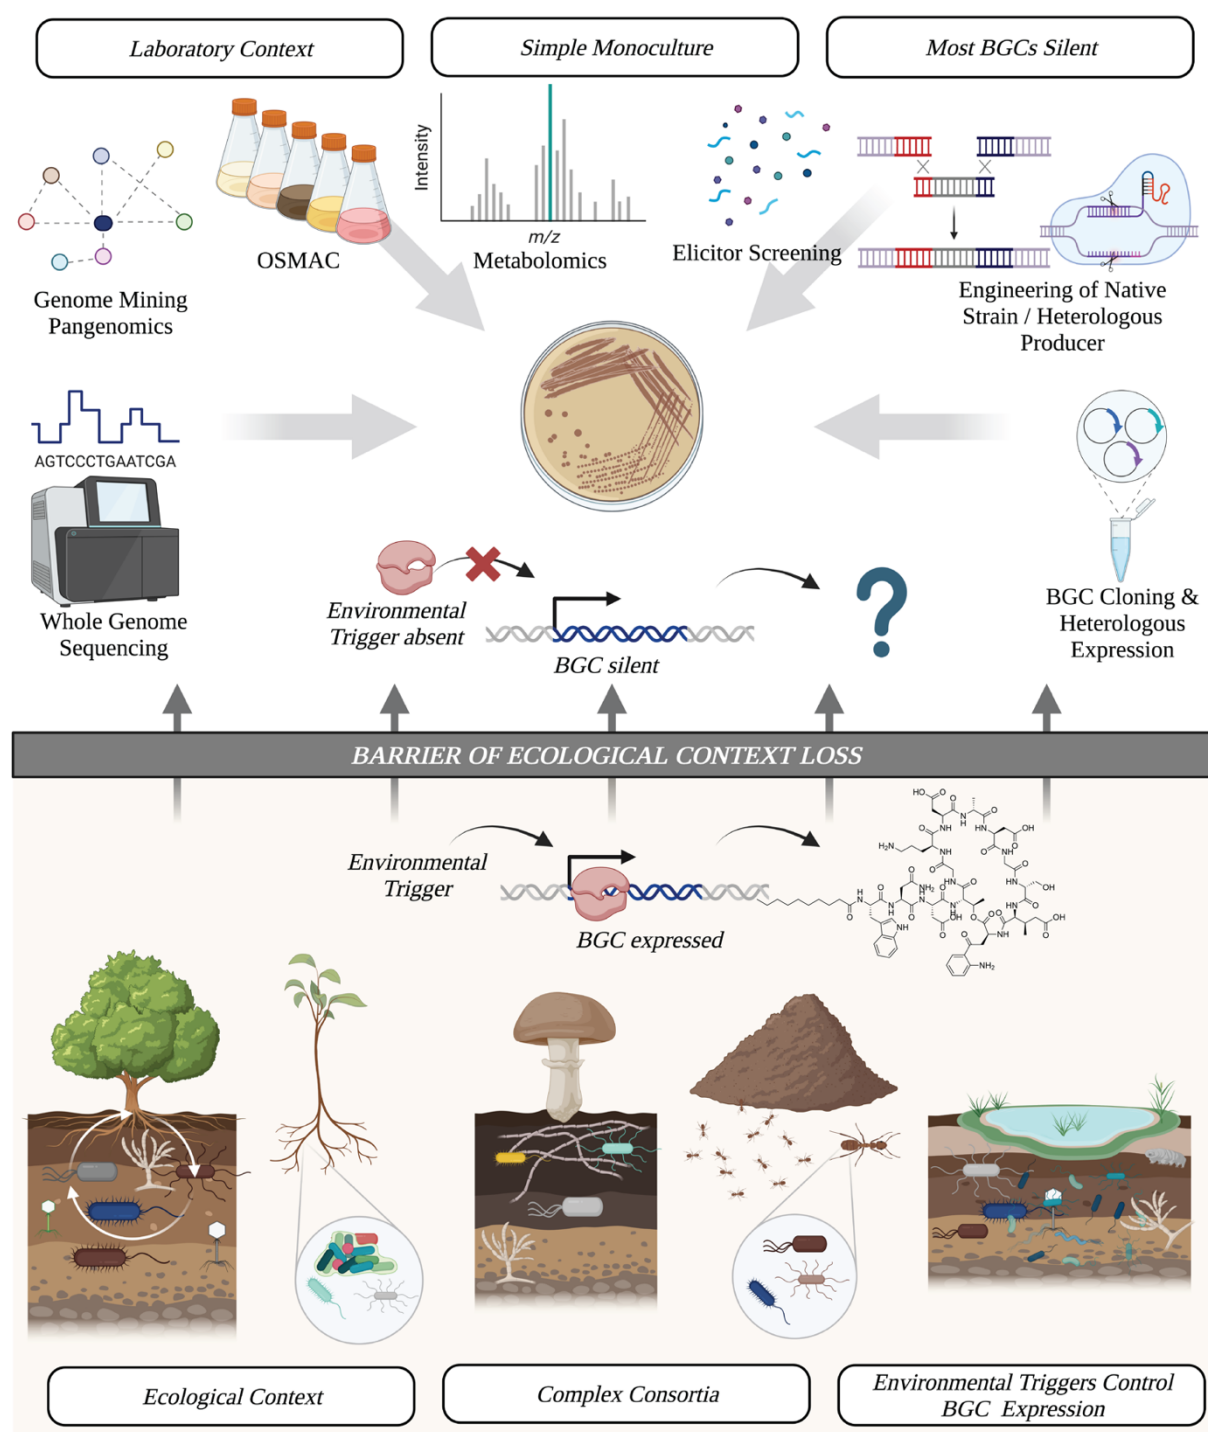 Laboratory Context
Simple Monoculture
Most BGCs Silent
Intensity
m/z
OSMAC
Metabolomics
Elicitor Screening
Genome Mining
Pangenomics
Engineering of Native
Strain / Heterologous
Producer
AGTCCCTGAATCGA
Whole Genome
Sequencing
Environmental
Trigger absent
BGC silent
?
BGC Cloning &
Heterologous
Expression
BARRIER OF ECOLOGICAL CONTEXT LOSS
Environmental
Trigger
BGC expressed
Ecological Context
Complex Consortia
Environmental Triggers Control
BGC Expression